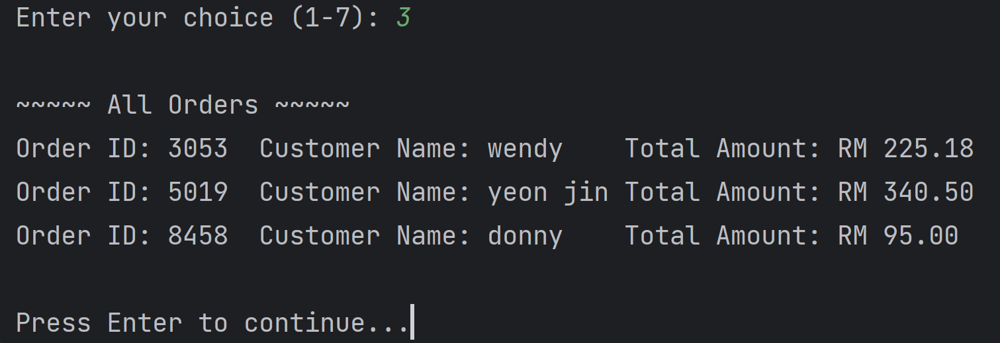 Enter your choice (1-7): 3
~~~~~ All Orders ~~~~~
Order ID: 3053  Customer Name: wendy    Total Amount: RM 225.18
Order ID: 5019  Customer Name: yeon jin Total Amount: RM 340.50
Order ID: 8458  Customer Name: donny    Total Amount: RM 95.00
Press Enter to continue...